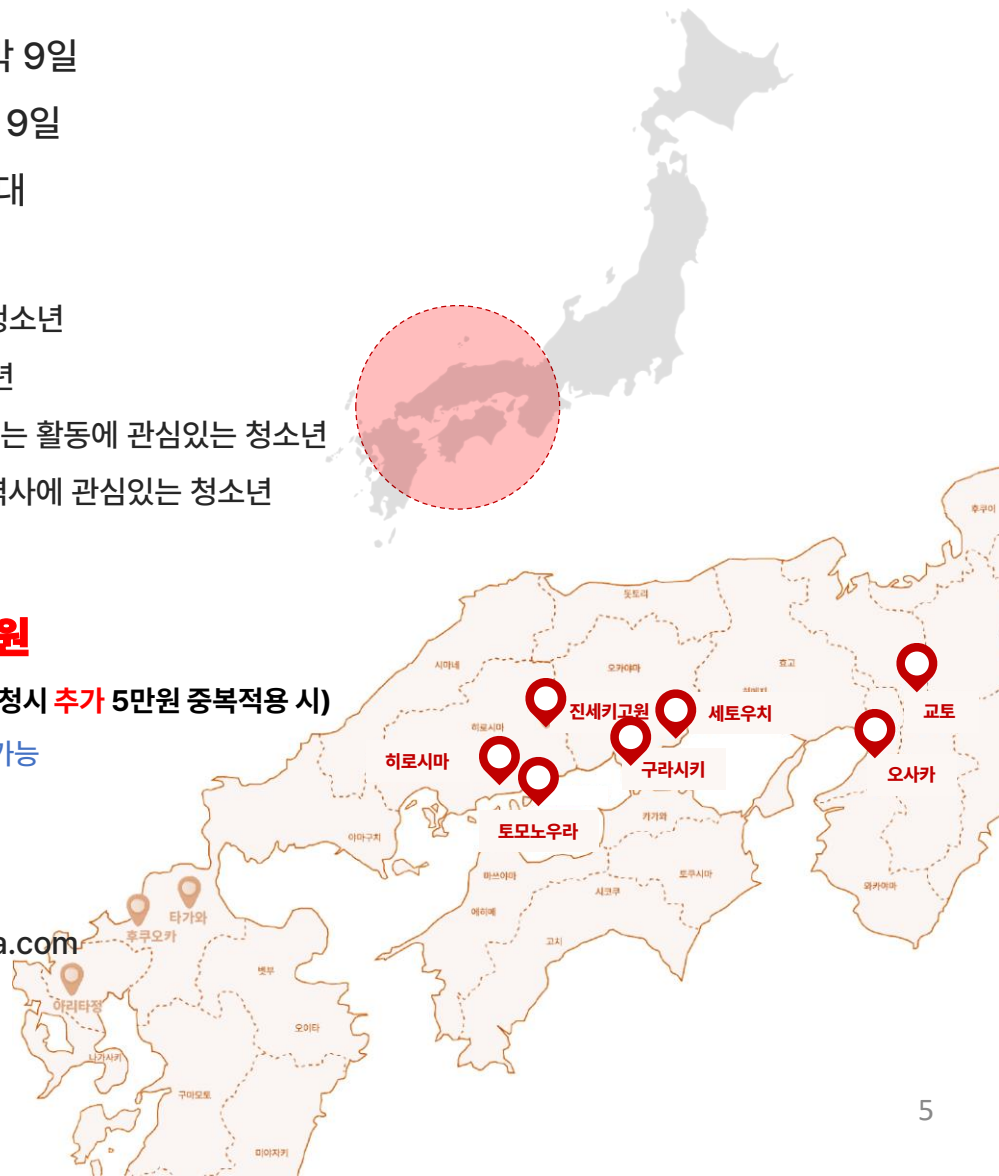 9일
9일
대
청소년
년
는 활동에 관심있는 청소년
역사에 관심있는 청소년
원
청시 추가 5만원 중복적용 시)
가능
a.com
후쿠이
돗토리
시마네
오카야마
효고
진세키고원
세토우치
교토
히로시마
히로시마
구라시키
오사카
토모노우라
카가와
야마구치
마쓰야마
시코쿠
도쿠시마
와카야마
에히메
고치
타가와
후쿠오카
아리타정
벳부
오이타
나가사키
구마모토
미야자키
5